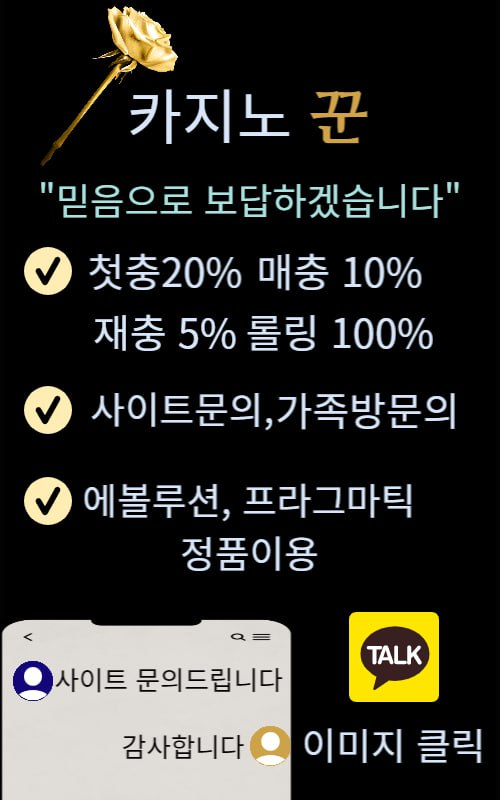 카지노 꾼
"믿음으로 보답하겠습니다"
첫충20% 매충 10%
재충 5% 롤링 100%
사이트문의,가족방문의
에볼루션, 프라그마틱
정품이용
사이트 문의드립니다
TALK
감사합니다
이미지 클릭